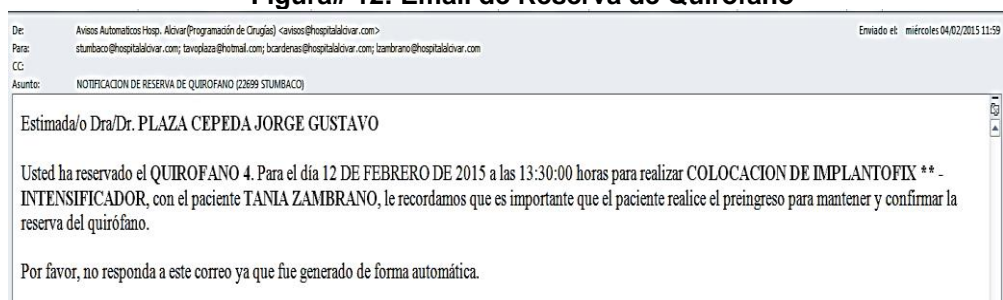 Figura# 12: Email de Reserva de Quirófano
De: Avisos Automaticos Hosp. Alcivar(Programación de Cirugías) <avisos@hospitalalcivar.com> Enviado el: miércoles 04/02/2015 11:59
Para: stumbaco@hospitalalcivar.com; tavoplaza@hotmail.com; bcardenas@hospitalalcivar.com; lzambrano@hospitalalcivar.com
CC:
Asunto: NOTIFICACION DE RESERVA DE QUIROFANO (22699 STUMBACO)
Estimada/o Dra/Dr. PLAZA CEPEDA JORGE GUSTAVO
Usted ha reservado el QUIROFANO 4. Para el día 12 DE FEBRERO DE 2015 a las 13:30:00 horas para realizar COLOCACION DE IMPLANTOFIX ** -
INTENSIFICADOR, con el paciente TANIA ZAMBRANO, le recordamos que es importante que el paciente realice el preingreso para mantener y confirmar la
reserva del quirófano.
Por favor, no responda a este correo ya que fue generado de forma automática.